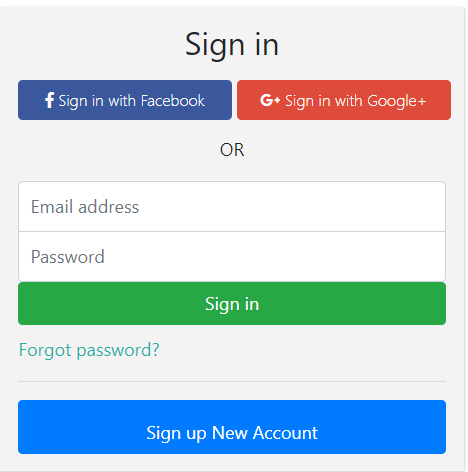 Sign in
Sign in with Facebook Sign in with Google+
OR
Email address
Password
Sign in
Forgot password?
Sign up New Account